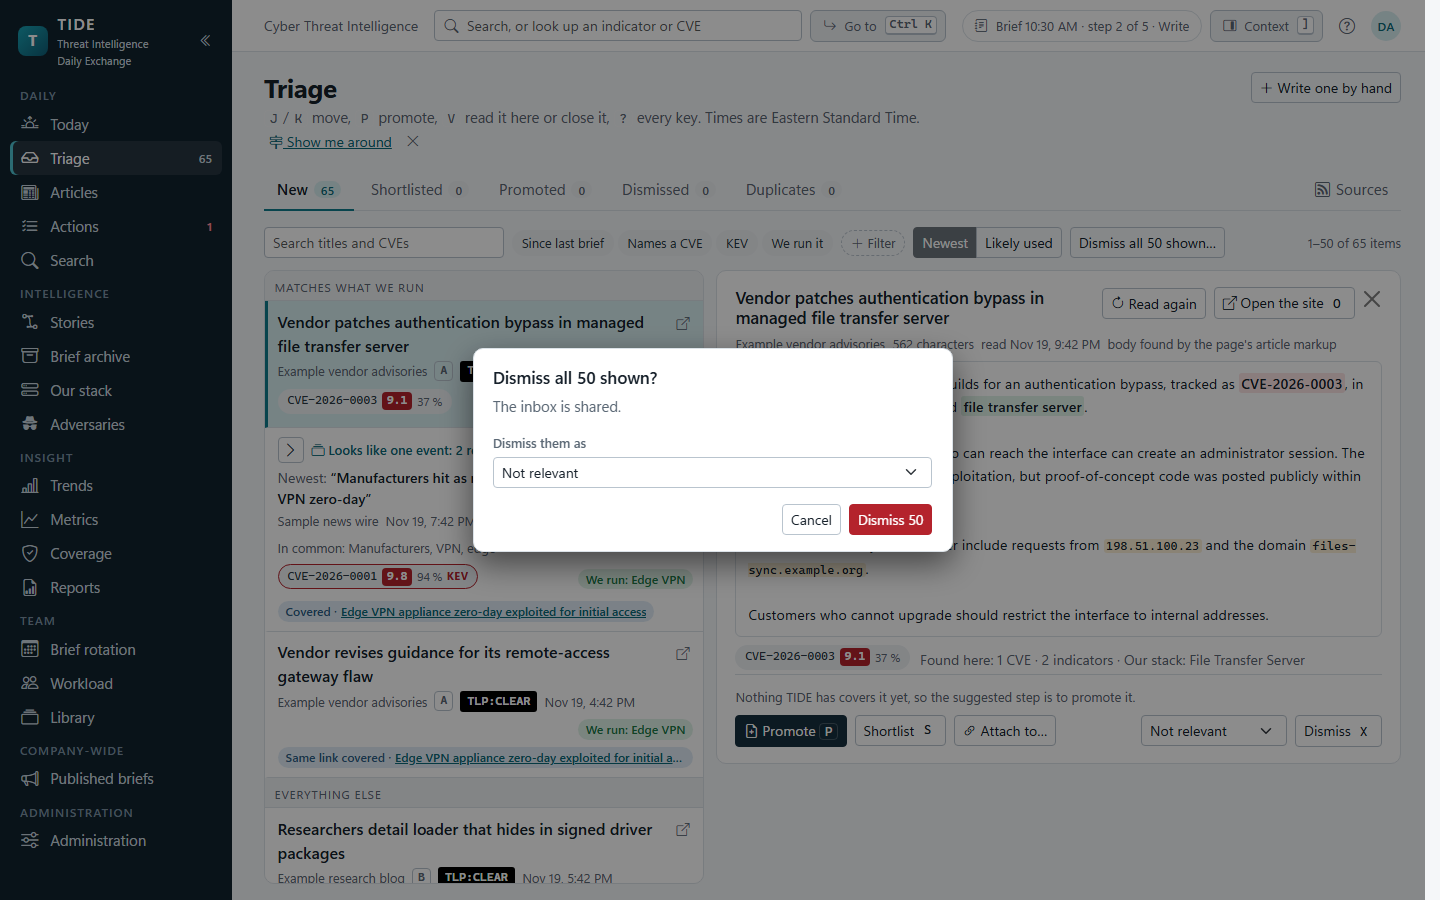 TIDE
Threat Intelligence
Daily Exchange
DAILY
Today
Triage 65
Articles
Actions 1
Search
INTELLIGENCE
Stories
Brief archive
Our stack
Adversaries
INSIGHT
Trends
Metrics
Coverage
Reports
TEAM
Brief rotation
Workload
Library
COMPANY-WIDE
Published briefs
ADMINISTRATION
Administration
Cyber Threat Intelligence
Search, or look up an indicator or CVE
Go to Ctrl K
Brief 10:30 AM · step 2 of 5 · Write
Context ]
DA
Triage
Write one by hand
J / K move, P promote, V read it here or close it, ? every key. Times are Eastern Standard Time.
Show me around
New 65
Shortlisted 0
Promoted 0
Dismissed 0
Duplicates 0
Sources
Search titles and CVEs
Since last brief
Names a CVE
KEV
We run it
Filter
Newest
Likely used
Dismiss all 50 shown...
1–50 of 65 items
MATCHES WHAT WE RUN
Vendor patches authentication bypass in managed
file transfer server
Example vendor advisories A
CVE-2026-0003 9.1 37 %
Looks like one event: 2 r
Newest: “Manufacturers hit as
VPN zero-day”
Sample news wire Nov 19, 7:42 PM
In common: Manufacturers, VPN, edge
CVE-2026-0001 9.8 94 % KEV
We run: Edge VPN
Covered · Edge VPN appliance zero-day exploited for initial access
Vendor revises guidance for its remote-access
gateway flaw
Example vendor advisories A TLP:CLEAR Nov 19, 4:42 PM
We run: Edge VPN
Same link covered · Edge VPN appliance zero-day exploited for initial a...
EVERYTHING ELSE
Researchers detail loader that hides in signed driver
packages
Example research blog B TLP:CLEAR Nov 19, 5:42 PM
Vendor patches authentication bypass in
managed file transfer server
Read again
Open the site O
Example vendor advisories 562 characters read Nov 19, 9:42 PM body found by the page's article markup
uilds for an authentication bypass, tracked as CVE-2026-0003, in
d file transfer server.
o can reach the interface can create an administrator session. The
ploitation, but proof-of-concept code was posted publicly within
r include requests from 198.51.100.23 and the domain files-
sync.example.org.
Customers who cannot upgrade should restrict the interface to internal addresses.
CVE-2026-0003 9.1 37 % Found here: 1 CVE · 2 indicators · Our stack: File Transfer Server
Nothing TIDE has covers it yet, so the suggested step is to promote it.
Promote P
Shortlist S
Attach to...
Not relevant
Dismiss X
Dismiss all 50 shown?
The inbox is shared.
Dismiss them as
Not relevant
Cancel
Dismiss 50